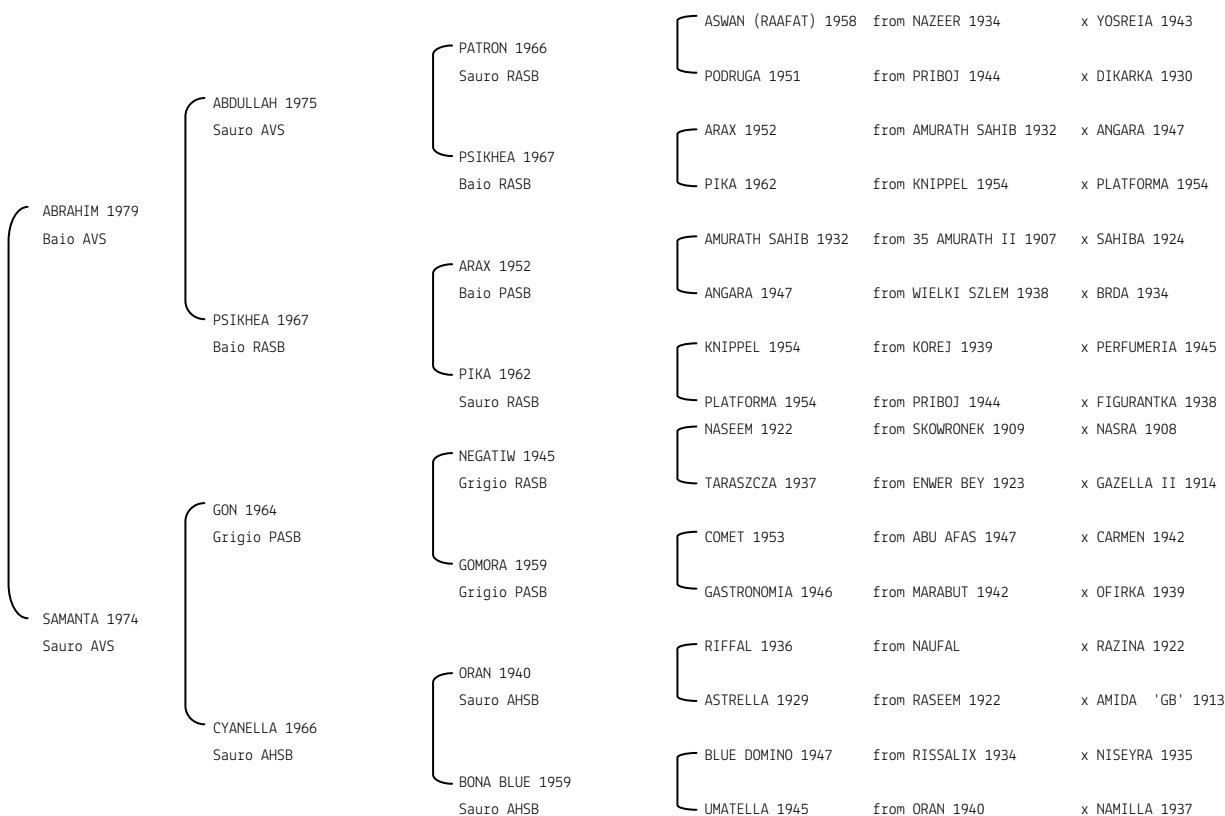 ASWAN (RAAFAT) 1958 from NAZEER 1934 x YOSREIA 1943
PATRON 1966
Sauro RASB
PODRUGA 1951 from PRIBOJ 1944 x DIKARKA 1930
ABDULLAH 1975
Sauro AVS
ARAX 1952 from AMURATH SAHIB 1932 x ANGARA 1947
PSIKHEA 1967
Baio RASB
PIKA 1962 from KNIPPEL 1954 x PLATFORMA 1954
ABRAHIM 1979
Baio AVS
AMURATH SAHIB 1932 from 35 AMURATH II 1907 x SAHIBA 1924
ARAX 1952
Baio PASB
ANGARA 1947 from WIELKI SZLEM 1938 x BRDA 1934
PSIKHEA 1967
Baio RASB
KNIPPEL 1954 from KOREJ 1939 x PERFUMERIA 1945
PIKA 1962
Sauro RASB
PLATFORMA 1954 from PRIBOJ 1944 x FIGURANTKA 1938
NASEEM 1922 from SKOWRONEK 1909 x NASRA 1908
NEGATIW 1945
Grigio RASB
TARASZCZA 1937 from ENWER BEY 1923 x GAZELLA II 1914
GON 1964
Grigio PASB
COMET 1953 from ABU AFAS 1947 x CARMEN 1942
GOMORA 1959
Grigio PASB
GASTRONOMIA 1946 from MARABUT 1942 x OFIRKA 1939
SAMANTA 1974
Sauro AVS
RIFFAL 1936 from NAUFAL x RAZINA 1922
ORAN 1940
Sauro AHSB
ASTRELLA 1929 from RASEEM 1922 x AMIDA 'GB' 1913
CYANELLA 1966
Sauro AHSB
BLUE DOMINO 1947 from RISSALIX 1934 x NISEYRA 1935
BONA BLUE 1959
Sauro AHSB
UMATELLA 1945 from ORAN 1940 x NAMILLA 1937